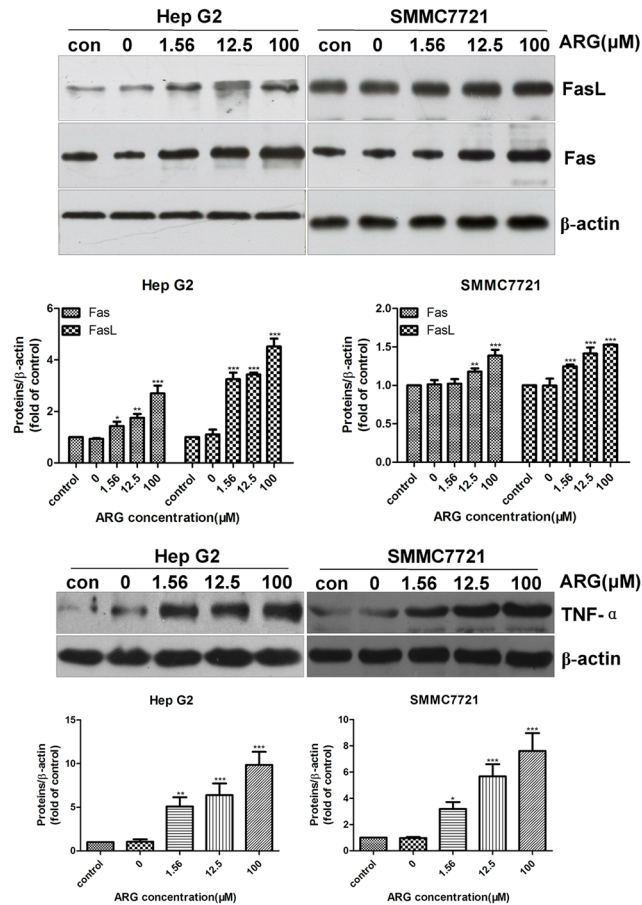 Hep G2 SMMC7721
con 0 1.56 12.5 100 con 0 1.56 12.5 100 ARG(μM)
FasL
Fas
β-actin
Hep G2
Fas
FasL
Proteins/β-actin
(fold of control)
6
4
2
0
* ** *** *** *** ***
control 0 1.56 12.5 100 control 0 1.56 12.5 100
ARG concentration(μM)
SMMC7721
Fas
FasL
Proteins/β-actin
(fold of control)
2.0
1.5
1.0
0.5
0.0
** *** *** *** ***
control 0 1.56 12.5 100 control 0 1.56 12.5 100
ARG concentration(μM)
Hep G2 SMMC7721
con 0 1.56 12.5 100 con 0 1.56 12.5 100 ARG(μM)
TNF-α
β-actin
Hep G2
Proteins/β-actin
(fold of control)
15
10
5
0
** *** ***
control 0 1.56 12.5 100
ARG concentration(μM)
SMMC7721
Proteins/β-actin
(fold of control)
10
8
6
4
2
0
* *** ***
control 0 1.56 12.5 100
ARG concentration(μM)